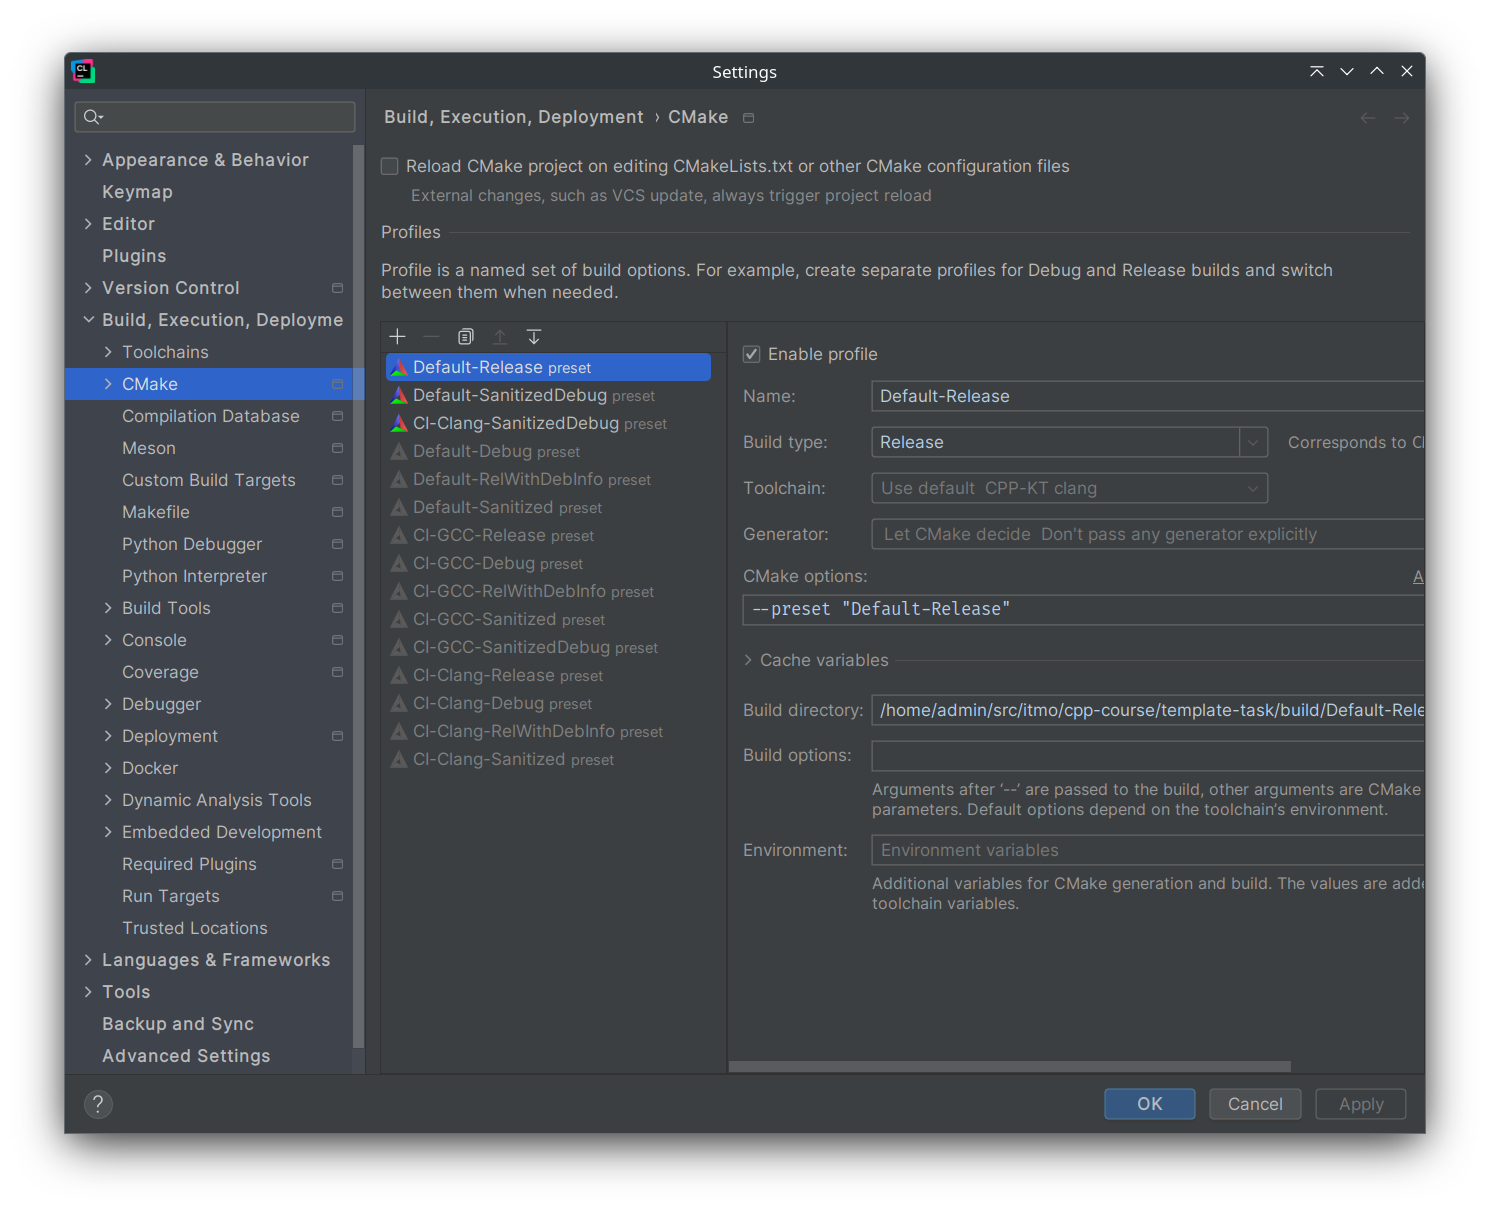 CL
Settings
Build, Execution, Deployment › CMake
Appearance & Behavior
Keymap
Editor
Plugins
Version Control
Build, Execution, Deployme
Toolchains
CMake
Compilation Database
Meson
Custom Build Targets
Makefile
Python Debugger
Python Interpreter
Build Tools
Console
Coverage
Debugger
Deployment
Docker
Dynamic Analysis Tools
Embedded Development
Required Plugins
Run Targets
Trusted Locations
Languages & Frameworks
Tools
Backup and Sync
Advanced Settings
Reload CMake project on editing CMakeLists.txt or other CMake configuration files
External changes, such as VCS update, always trigger project reload
Profiles
Profile is a named set of build options. For example, create separate profiles for Debug and Release builds and switch
between them when needed.
Default-Release preset
Default-SanitizedDebug preset
CI-Clang-SanitizedDebug preset
Default-Debug preset
Default-RelWithDebInfo preset
Default-Sanitized preset
CI-GCC-Release preset
CI-GCC-Debug preset
CI-GCC-RelWithDebInfo preset
CI-GCC-Sanitized preset
CI-GCC-SanitizedDebug preset
CI-Clang-Release preset
CI-Clang-Debug preset
CI-Clang-RelWithDebInfo preset
CI-Clang-Sanitized preset
Enable profile
Name: Default-Release
Build type: Release Corresponds to
Toolchain: Use default CPP-KT clang
Generator: Let CMake decide Don't pass any generator explicitly
CMake options: A
--preset "Default-Release"
Cache variables
Build directory: /home/admin/src/itmo/cpp-course/template-task/build/Default-Rele
Build options:
Arguments after ‘--’ are passed to the build, other arguments are CMake
parameters. Default options depend on the toolchain’s environment.
Environment: Environment variables
Additional variables for CMake generation and build. The values are adde
toolchain variables.
?
OK
Cancel
Apply